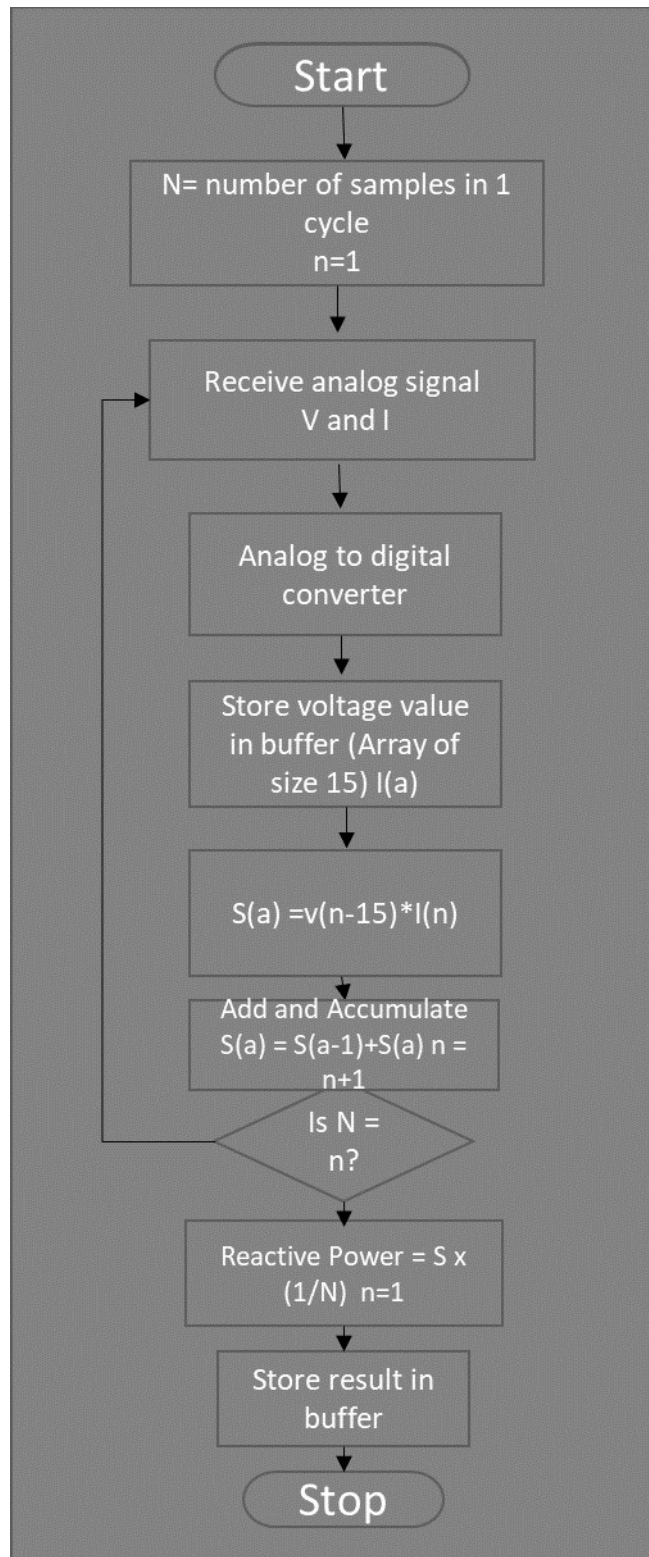 Start
N= number of samples in 1
cycle
n=1
Receive analog signal
V and I
Analog to digital
converter
Store voltage value
in buffer (Array of
size 15) I(a)
S(a) =v(n-15)*I(n)
Add and Accumulate
S(a) = S(a-1)+S(a) n =
n+1
Is N =
n?
Reactive Power = S x
(1/N) n=1
Store result in
buffer
Stop